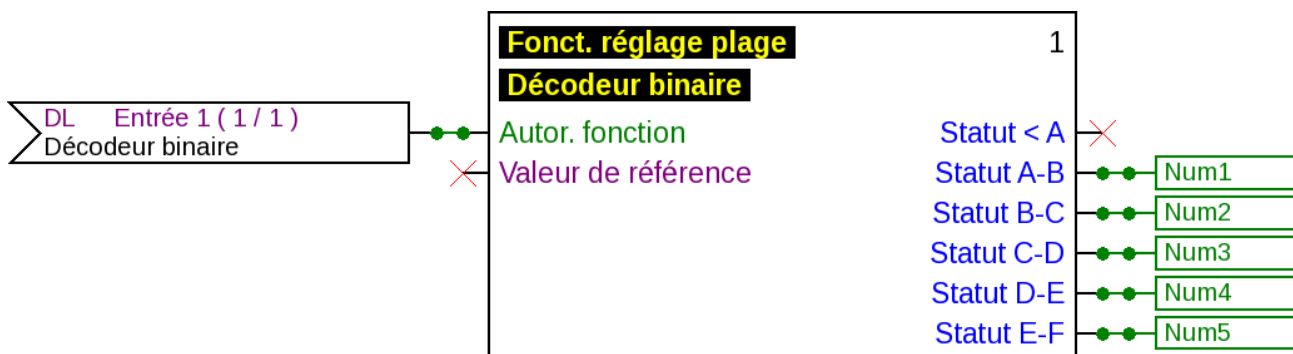 Fonct. réglage plage 1
Décodeur binaire
DL Entrée 1 ( 1 / 1 )
Décodeur binaire
Autor. fonction
Valeur de référence
Statut < A
Statut A-B Num1
Statut B-C Num2
Statut C-D Num3
Statut D-E Num4
Statut E-F Num5